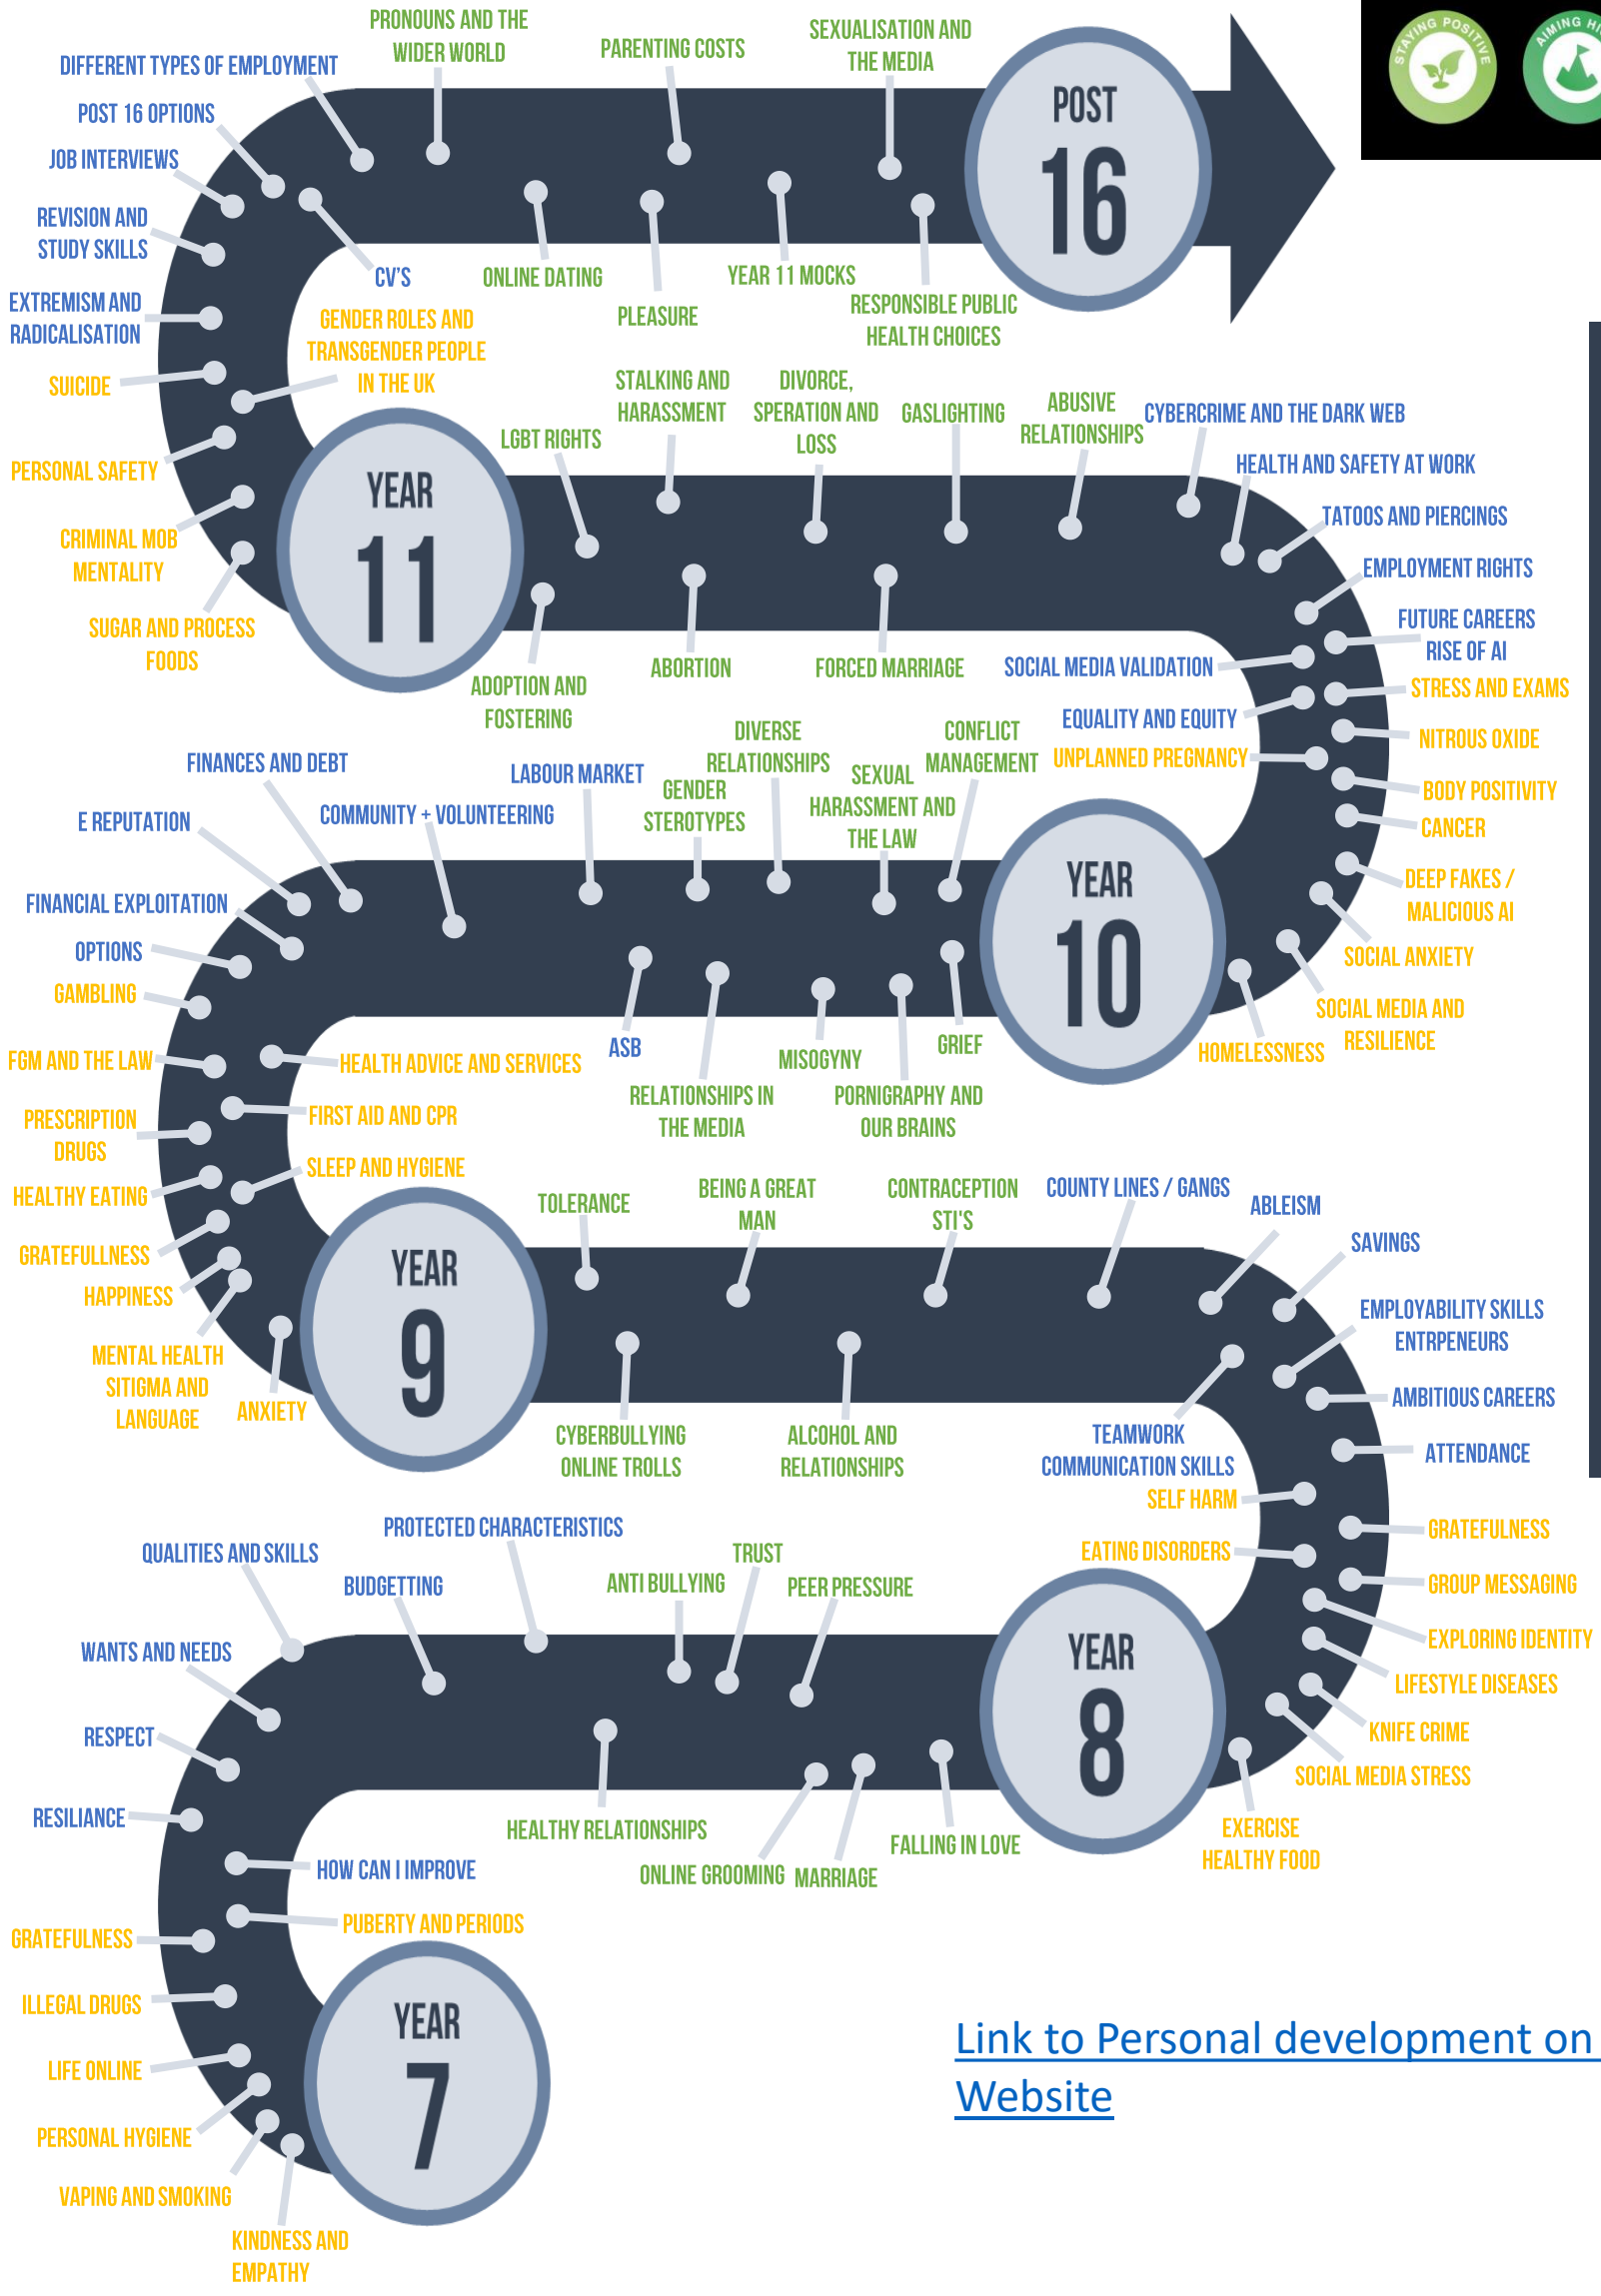 PRONOUNS AND THE
WIDER WORLD
PARENTING COSTS
SEXUALISATION AND
THE MEDIA
DIFFERENT TYPES OF EMPLOYMENT
POST 16 OPTIONS
JOB INTERVIEWS
REVISION AND
STUDY SKILLS
EXTREMISM AND
RADICALISATION
SUICIDE
PERSONAL SAFETY
CRIMINAL MOB
MENTALITY
SUGAR AND PROCESS
FOODS
POST
16
STAYING POSITIVE
CV'S
ONLINE DATING
PLEASURE
YEAR 11 MOCKS
RESPONSIBLE PUBLIC
HEALTH CHOICES
GENDER ROLES AND
TRANSGENDER PEOPLE
IN THE UK
YEAR
11
LGBT RIGHTS
STALKING AND
HARASSMENT
DIVORCE,
SPERATION AND
LOSS
GASLIGHTING
ABUSIVE
RELATIONSHIPS
CYBERCRIME AND THE DARK WEB
HEALTH AND SAFETY AT WORK
TATOOS AND PIERCINGS
EMPLOYMENT RIGHTS
FUTURE CAREERS
RISE OF AI
STRESS AND EXAMS
NITROUS OXIDE
BODY POSITIVITY
CANCER
DEEP FAKES /
MALICIOUS AI
SOCIAL ANXIETY
SOCIAL MEDIA AND
RESILIENCE
HOMELESSNESS
ADOPTION AND
FOSTERING
ABORTION
FORCED MARRIAGE
SOCIAL MEDIA VALIDATION
EQUALITY AND EQUITY
UNPLANNED PREGNANCY
YEAR
10
FINANCES AND DEBT
COMMUNITY + VOLUNTEERING
LABOUR MARKET
GENDER
STEROTYPES
DIVERSE
RELATIONSHIPS
SEXUAL
HARASSMENT AND
THE LAW
CONFLICT
MANAGEMENT
E REPUTATION
FINANCIAL EXPLOITATION
OPTIONS
GAMBLING
FGM AND THE LAW
PRESCRIPTION
DRUGS
HEALTHY EATING
GRATEFULLNESS
HAPPINESS
MENTAL HEALTH
SITIGMA AND
LANGUAGE
ANXIETY
HEALTH ADVICE AND SERVICES
FIRST AID AND CPR
SLEEP AND HYGIENE
ASB
RELATIONSHIPS IN
THE MEDIA
MISOGYNY
PORNIGRAPHY AND
OUR BRAINS
GRIEF
YEAR
9
TOLERANCE
BEING A GREAT
MAN
CONTRACEPTION
STI'S
COUNTY LINES / GANGS
ABLEISM
SAVINGS
EMPLOYABILITY SKILLS
ENTRPENEURS
AMBITIOUS CAREERS
ATTENDANCE
GRATEFULNESS
GROUP MESSAGING
EXPLORING IDENTITY
LIFESTYLE DISEASES
KNIFE CRIME
SOCIAL MEDIA STRESS
EXERCISE
HEALTHY FOOD
CYBERBULLYING
ONLINE TROLLS
ALCOHOL AND
RELATIONSHIPS
TEAMWORK
COMMUNICATION SKILLS
SELF HARM
EATING DISORDERS
YEAR
8
PROTECTED CHARACTERISTICS
QUALITIES AND SKILLS
BUDGETTING
ANTI BULLYING
TRUST
PEER PRESSURE
WANTS AND NEEDS
RESPECT
RESILIANCE
HOW CAN I IMPROVE
PUBERTY AND PERIODS
GRATEFULNESS
ILLEGAL DRUGS
LIFE ONLINE
PERSONAL HYGIENE
VAPING AND SMOKING
KINDNESS AND
EMPATHY
HEALTHY RELATIONSHIPS
ONLINE GROOMING
MARRIAGE
FALLING IN LOVE
YEAR
7
Link to Personal development on
Website